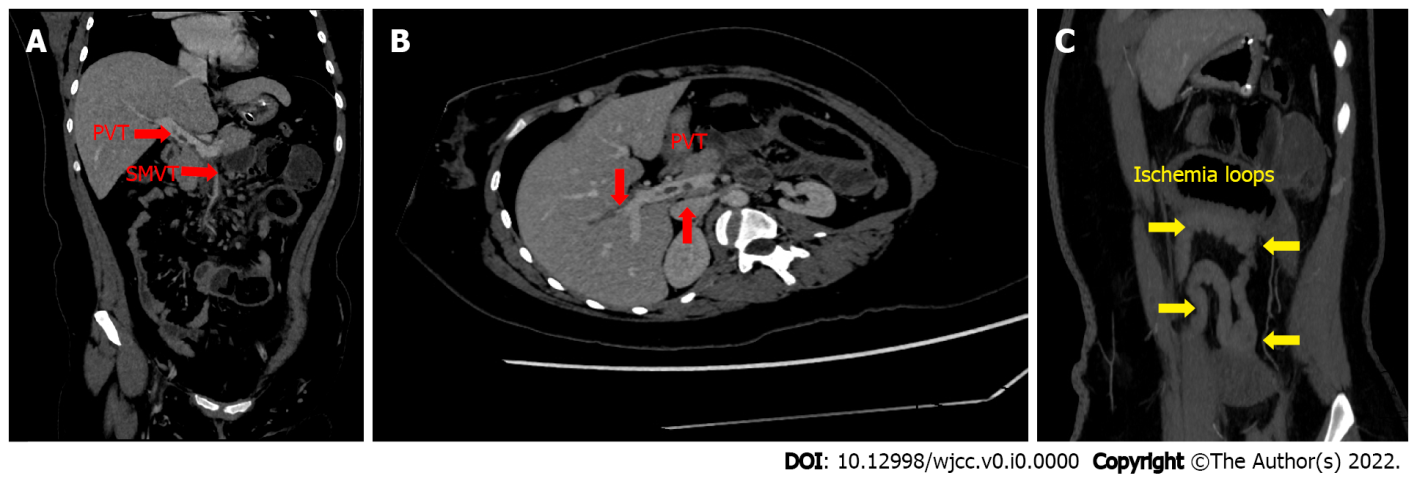 A
B
C
PVT
SMVT
PVT
Ischemia loops
DOI: 10.12998/wjcc.v0.i0.0000 Copyright ©The Author(s) 2022.